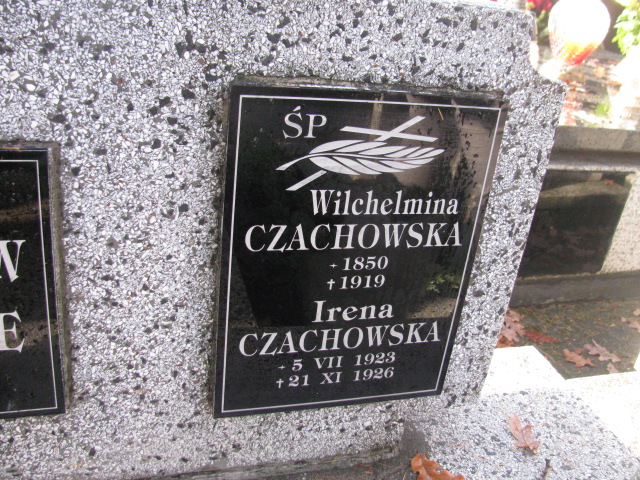 ŚP
Wilchelmina
CZACHOWSKA
+ 1850
† 1919
Irena
CZACHOWSKA
+ 5 VII 1923
† 21 XI 1926
W
E